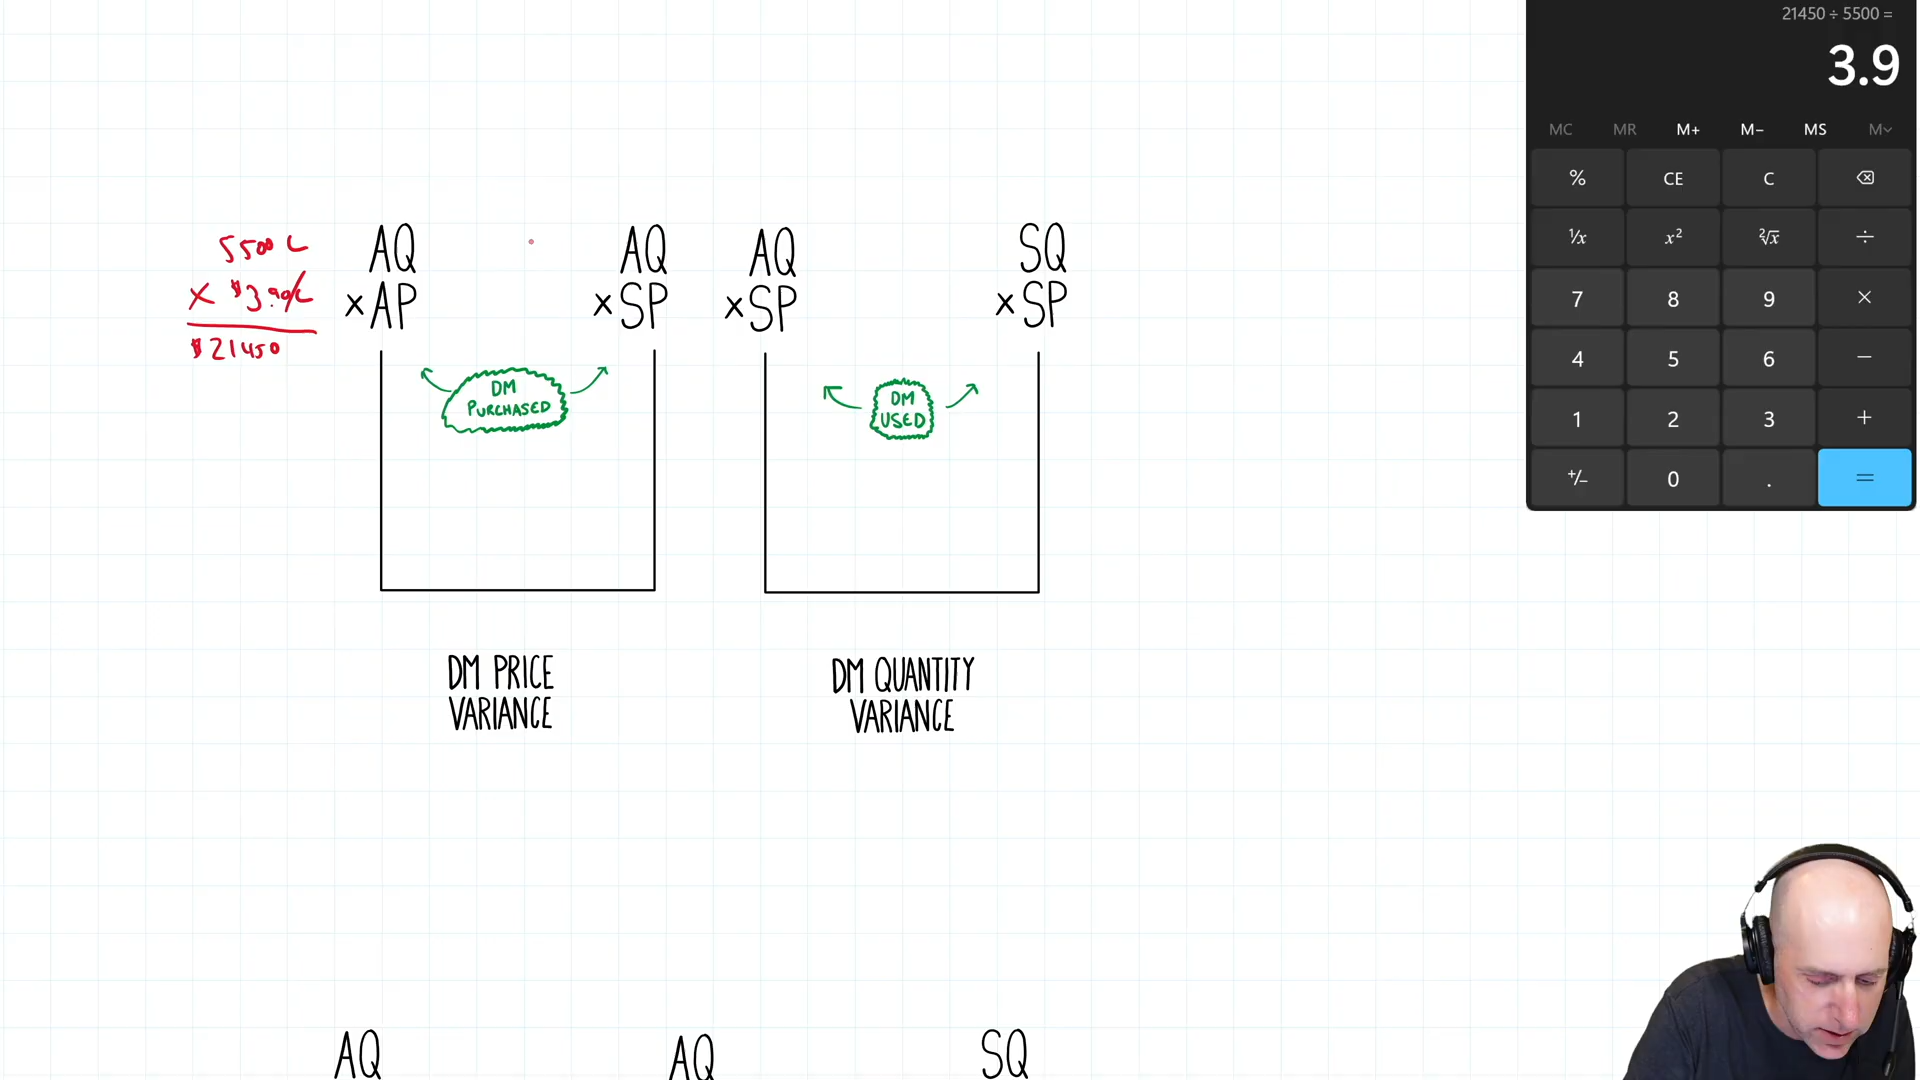 21450 ÷ 5500 =
3.9
MC MR M+ M− MS M˅
% CE C ⌫
¹/x x² ²√x ÷
7 8 9 ×
4 5 6 −
1 2 3 +
+/− 0 . =
5500 L
× $3.90/L
$21450
AQ
×AP
AQ
×SP
DM
PURCHASED
DM PRICE
VARIANCE
AQ
×SP
SQ
×SP
DM
USED
DM QUANTITY
VARIANCE
AQ AQ SQ